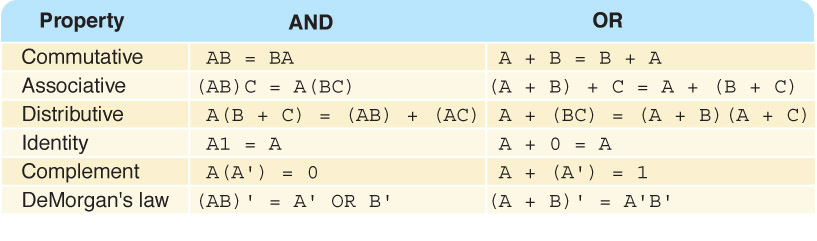 Property AND OR
Commutative AB = BA A + B = B + A
Associative (AB)C = A(BC) (A + B) + C = A + (B + C)
Distributive A(B + C) = (AB) + (AC) A + (BC) = (A + B)(A + C)
Identity A1 = A A + 0 = A
Complement A(A') = 0 A + (A') = 1
DeMorgan's law (AB)' = A' OR B' (A + B)' = A'B'